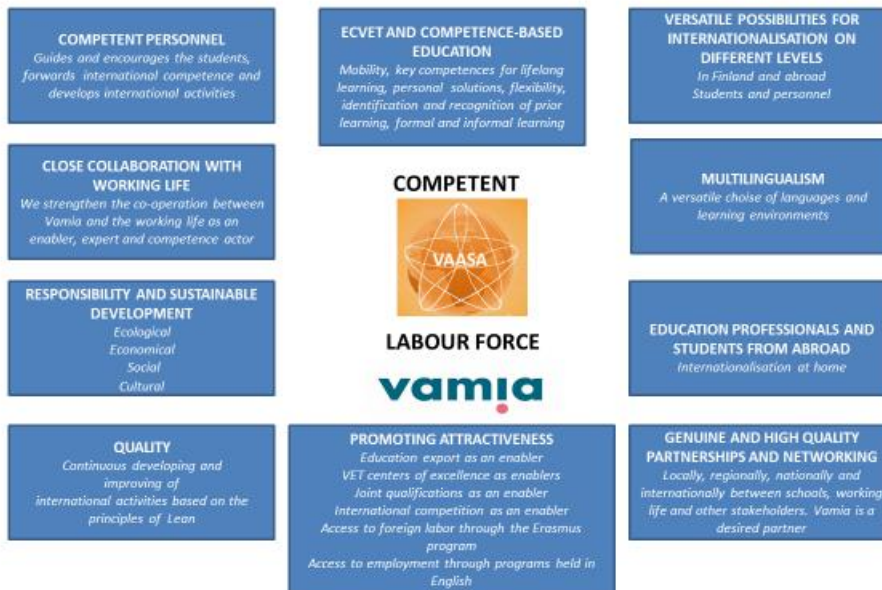 COMPETENT PERSONNEL
Guides and encourages the students,
forwards international competence and
develops international activities
ECVET AND COMPETENCE-BASED
EDUCATION
Mobility, key competences for lifelong
learning, personal solutions, flexibility,
identification and recognition of prior
learning, formal and informal learning
VERSATILE POSSIBILITIES FOR
INTERNATIONALISATION ON
DIFFERENT LEVELS
In Finland and abroad
Students and personnel
CLOSE COLLABORATION WITH
WORKING LIFE
We strengthen the co-operation between
Vamia and the working life as an
enabler, expert and competence actor
COMPETENT
VAASA
LABOUR FORCE
vamia
MULTILINGUALISM
A versatile choise of languages and
learning environments
RESPONSIBILITY AND SUSTAINABLE
DEVELOPMENT
Ecological
Economical
Social
Cultural
EDUCATION PROFESSIONALS AND
STUDENTS FROM ABROAD
Internationalisation at home
QUALITY
Continuous developing and
improving of
international activities based on the
principles of Lean
PROMOTING ATTRACTIVENESS
Education export as an enabler
VET centers of excellence as enablers
Joint qualifications as an enabler
International competition as an enabler
Access to foreign labor through the Erasmus
program
Access to employment through programs held in
English
GENUINE AND HIGH QUALITY
PARTNERSHIPS AND NETWORKING
Locally, regionally, nationally and
internationally between schools, working
life and other stakeholders. Vamia is a
desired partner